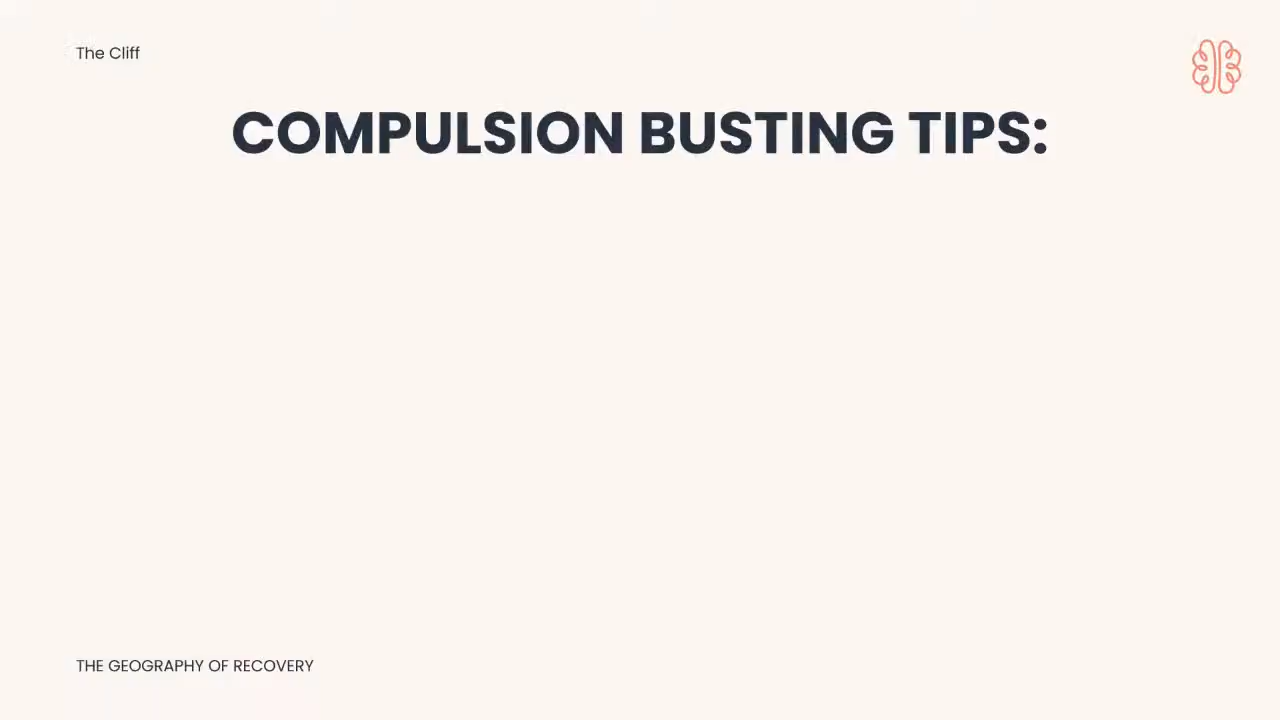 The Cliff
COMPULSION BUSTING TIPS:
THE GEOGRAPHY OF RECOVERY